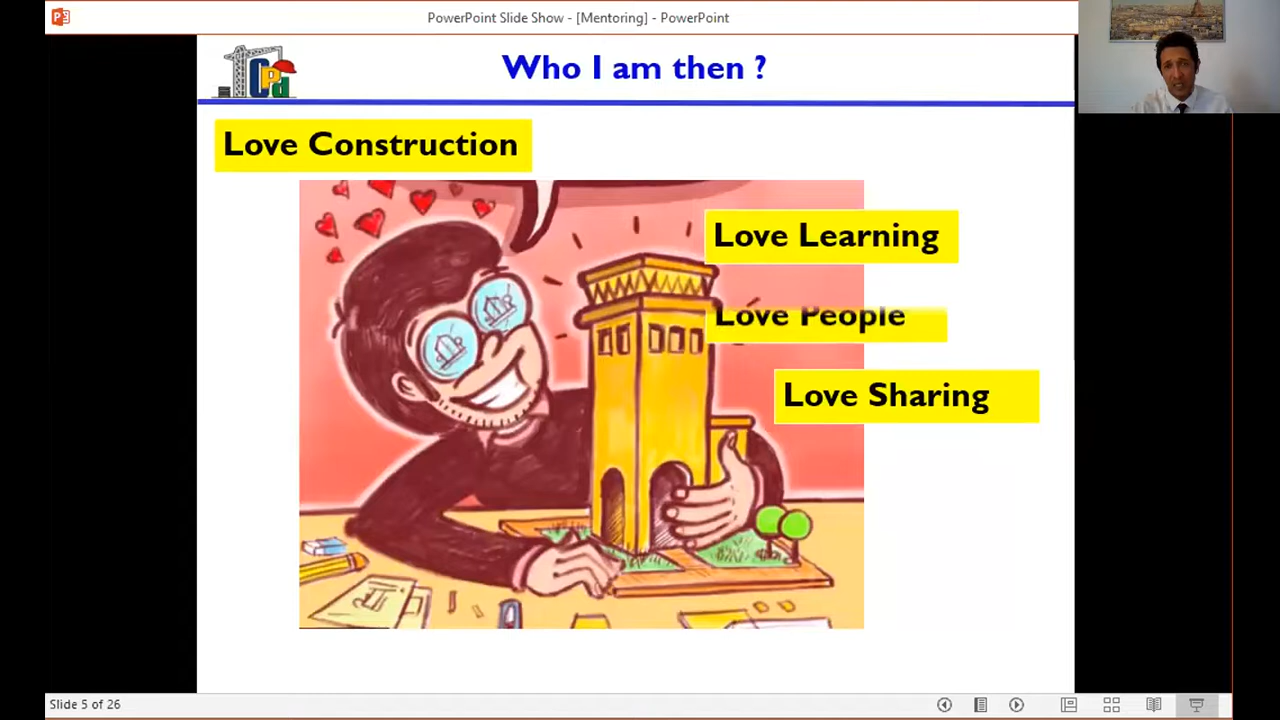 PowerPoint Slide Show - [Mentoring] - PowerPoint
CPd
Who I am then ?
Love Construction
Love Learning
Love People
Love Sharing
Slide 5 of 26